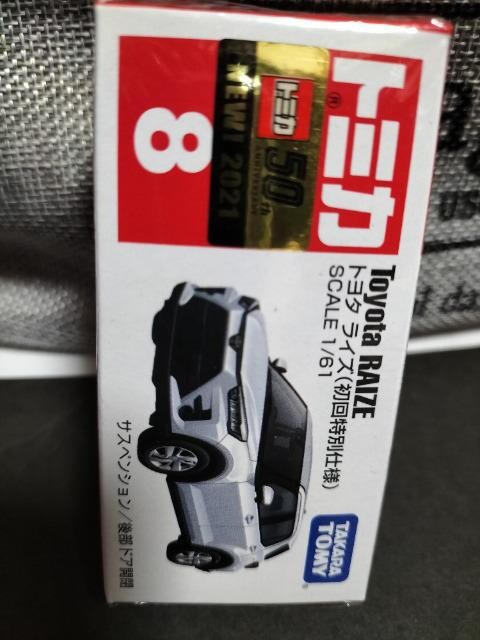 トミカ
®
8
トミカ
50th
ANNIVERSARY
NEW! 2021
Toyota RAIZE
トヨタ ライズ(初回特別仕様)
SCALE 1/61
TAKARA
TOMY
サスペンション/後部ドア開閉